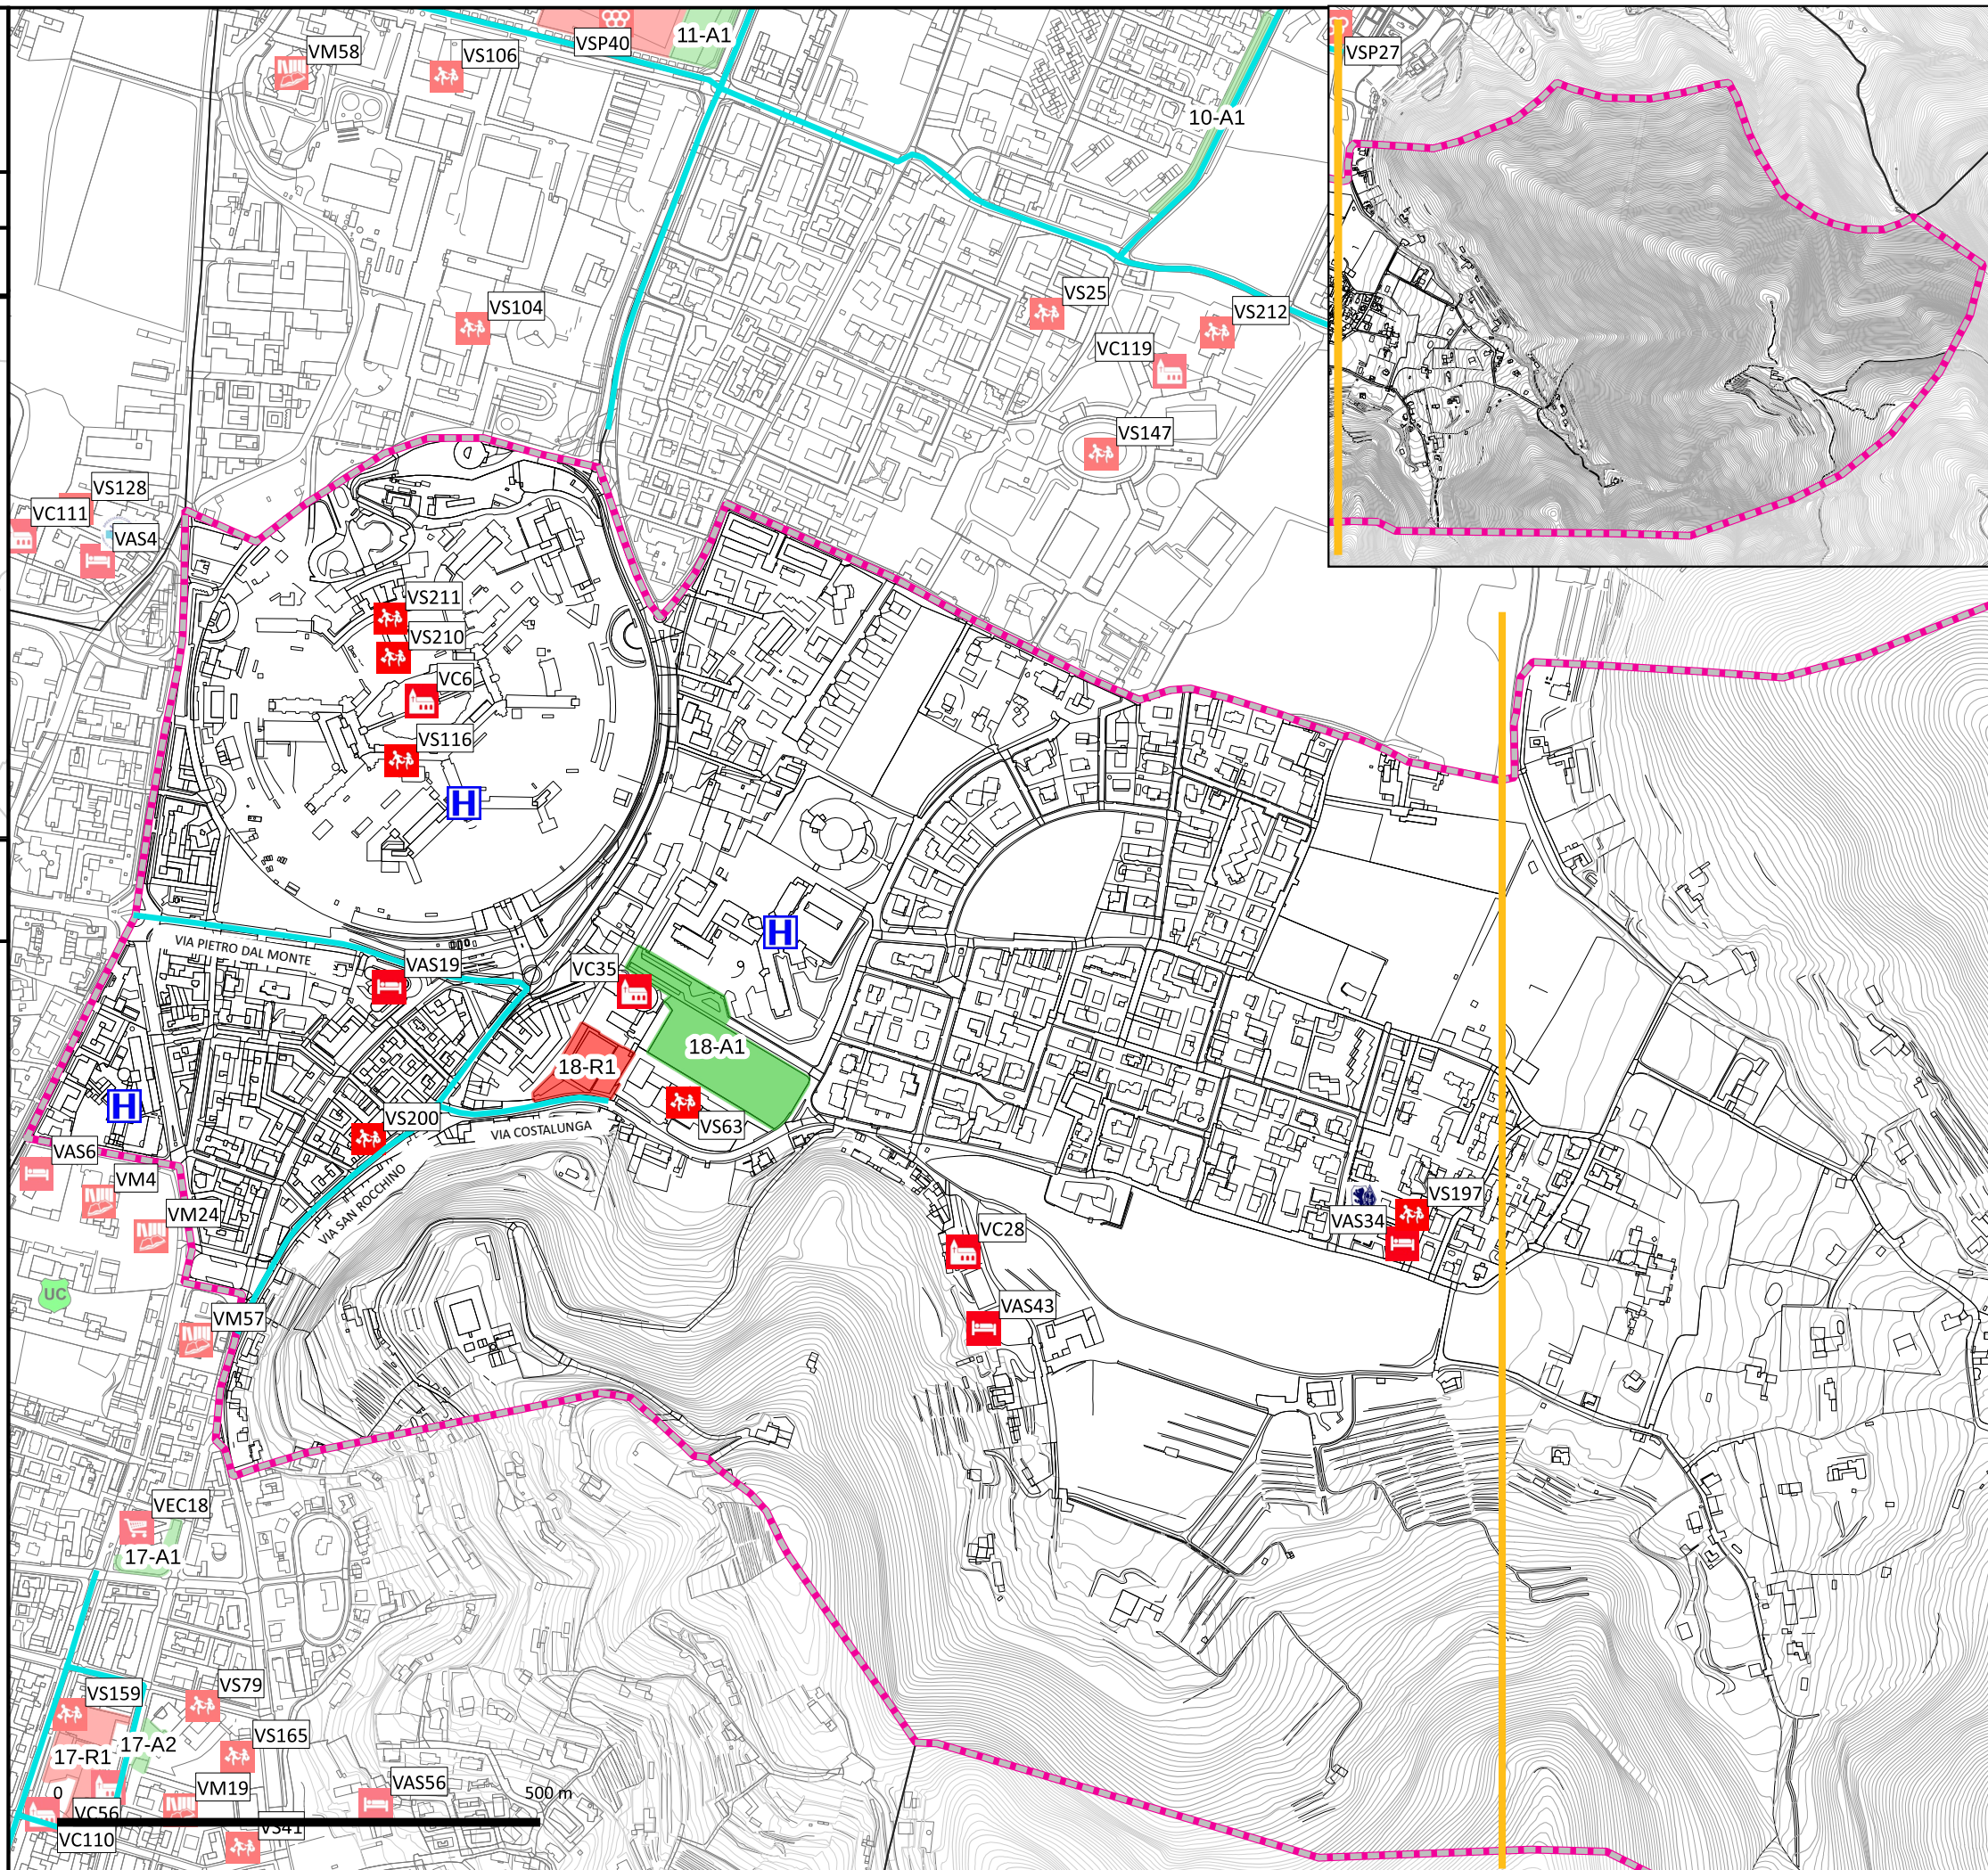 VSP40
11-A1
VM58
VS106
VSP27
10-A1
VS104
VS25
VS212
VC119
VS147
VS128
VC111
VAS4
VS211
VS210
VC6
VS116
H
H
VIA PIETRO DAL MONTE
VAS19
VC35
18-A1
18-R1
H
VS200
VS63
VIA COSTALUNGA
VAS6
VM4
VIA SAN ROCCHINO
VM24
VS197
VAS34
VC28
UC
VAS43
VM57
VEC18
17-A1
VS79
VS159
VS165
17-A2
17-R1
VAS56
VM19
0
500 m
VC56
VS41
VC110